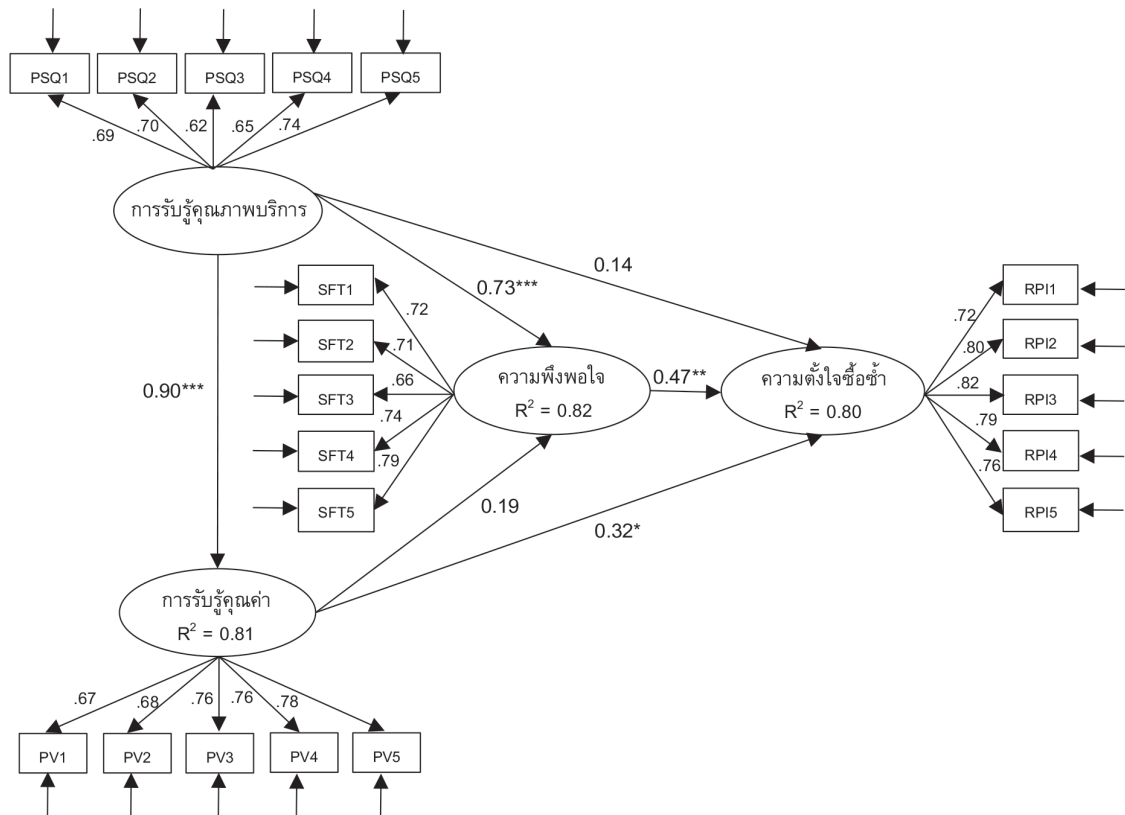 PSQ1 PSQ2 PSQ3 PSQ4 PSQ5
.69 .70 .62 .65 .74
การรับรู้คุณภาพบริการ
0.90***
0.73***
0.14
SFT1
SFT2
SFT3
SFT4
SFT5
.72
.71
.66
.74
.79
ความพึงพอใจ
R² = 0.82
0.47**
ความตั้งใจซื้อซ้ำ
R² = 0.80
.72
.80
.82
.79
.76
RPI1
RPI2
RPI3
RPI4
RPI5
0.19
0.32*
การรับรู้คุณค่า
R² = 0.81
.67 .68 .76 .76 .78
PV1 PV2 PV3 PV4 PV5